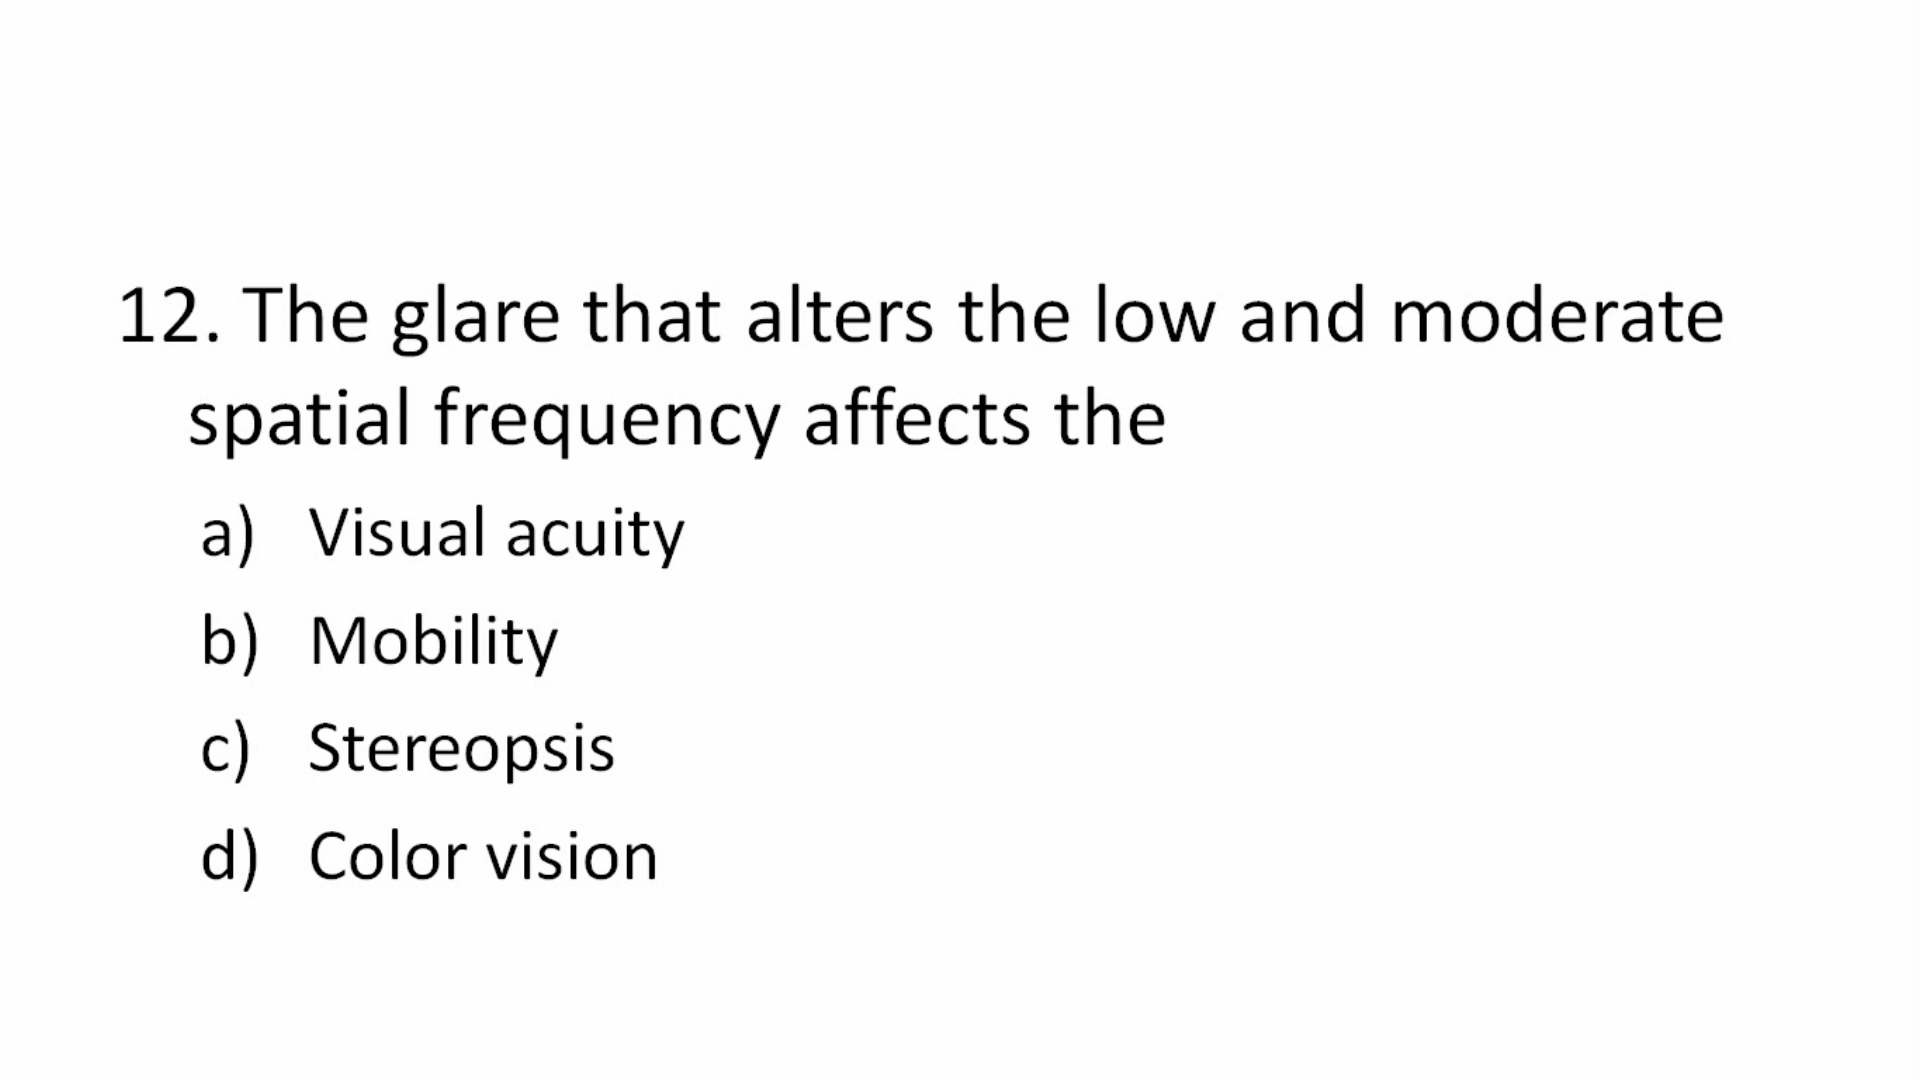 12. The glare that alters the low and moderate
spatial frequency affects the
a) Visual acuity
b) Mobility
c) Stereopsis
d) Color vision